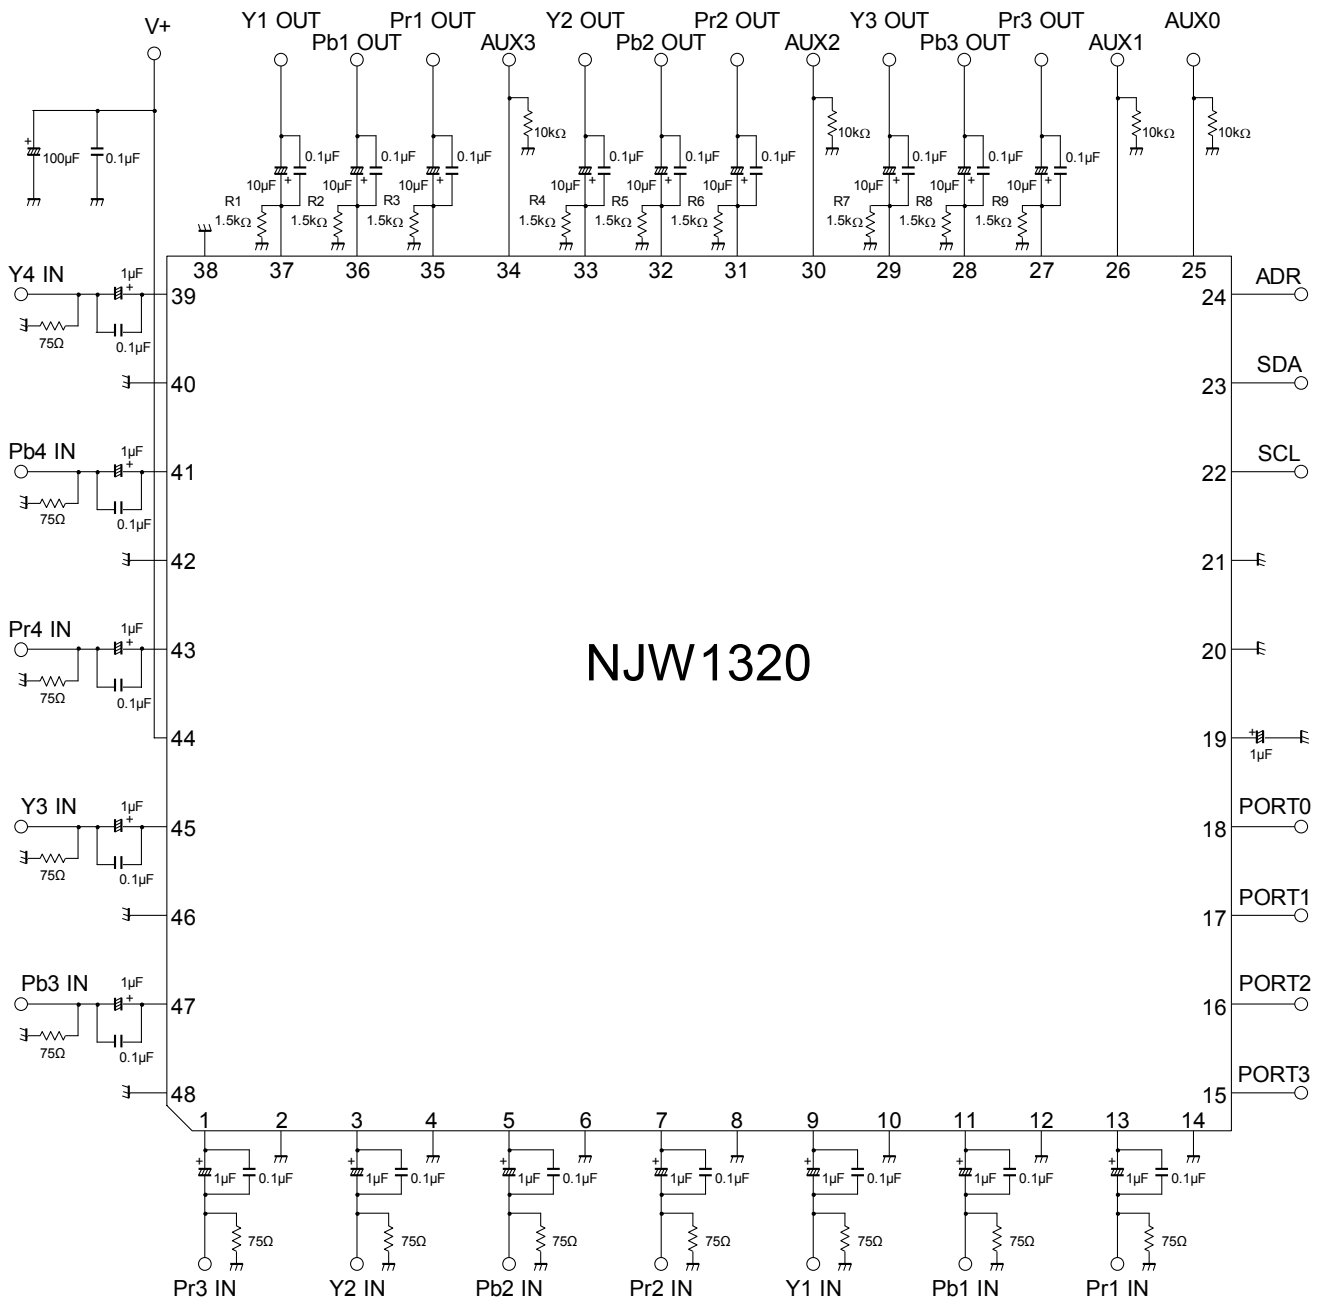 V+ Y1 OUT Pr1 OUT Y2 OUT Pr2 OUT Y3 OUT Pr3 OUT AUX0
Pb1 OUT AUX3 Pb2 OUT AUX2 Pb3 OUT AUX1
10kΩ 10kΩ 10kΩ 10kΩ
+ 100µF 0.1µF 0.1µF 0.1µF 0.1µF 0.1µF 0.1µF 0.1µF 0.1µF 0.1µF 0.1µF
10µF + 10µF + 10µF + 10µF + 10µF + 10µF + 10µF + 10µF + 10µF +
R1 R2 R3 R4 R5 R6 R7 R8 R9
1.5kΩ 1.5kΩ 1.5kΩ 1.5kΩ 1.5kΩ 1.5kΩ 1.5kΩ 1.5kΩ 1.5kΩ
38 37 36 35 34 33 32 31 30 29 28 27 26 25
Y4 IN 1µF + 39 24 ADR
75Ω 0.1µF
40 23 SDA
Pb4 IN 1µF + 41 22 SCL
75Ω 0.1µF
42 21
Pr4 IN 1µF + 43 20
75Ω 0.1µF
NJW1320
44 19 + 1µF
Y3 IN 1µF + 45 18 PORT0
75Ω 0.1µF
46 17 PORT1
Pb3 IN 1µF + 47 16 PORT2
75Ω 0.1µF
48 15 PORT3
1 2 3 4 5 6 7 8 9 10 11 12 13 14
+ 1µF 0.1µF + 1µF 0.1µF + 1µF 0.1µF + 1µF 0.1µF + 1µF 0.1µF + 1µF 0.1µF + 1µF 0.1µF
75Ω 75Ω 75Ω 75Ω 75Ω 75Ω 75Ω
Pr3 IN Y2 IN Pb2 IN Pr2 IN Y1 IN Pb1 IN Pr1 IN